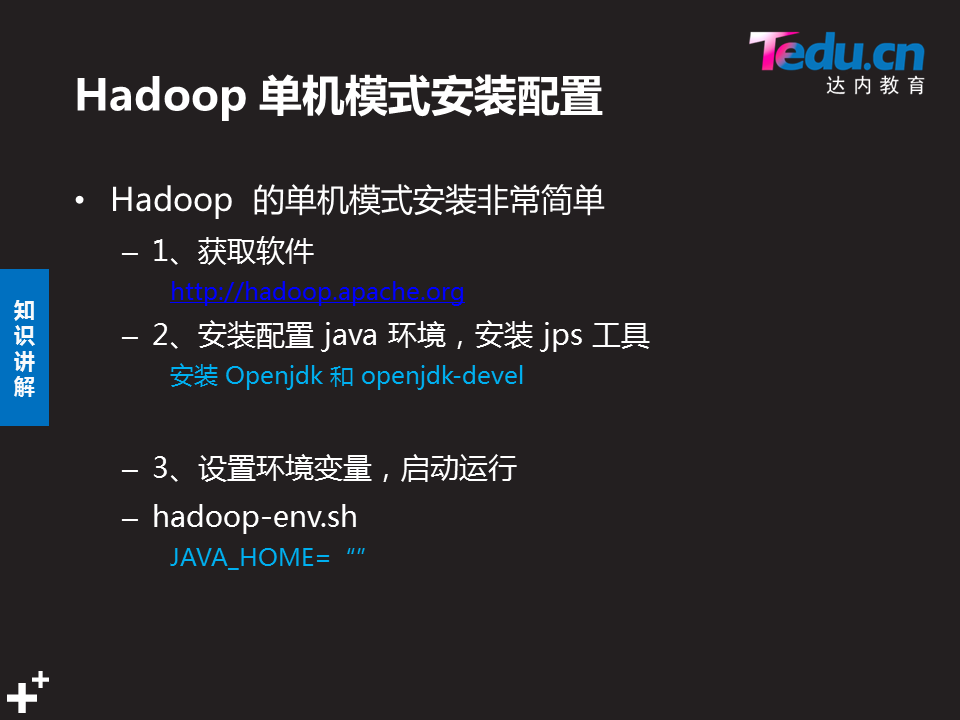 Tedu.cn
达内教育
Hadoop 单机模式安装配置
• Hadoop 的单机模式安装非常简单
– 1、获取软件
http://hadoop.apache.org
– 2、安装配置 java 环境，安装 jps 工具
安装 Openjdk 和 openjdk-devel
– 3、设置环境变量，启动运行
– hadoop-env.sh
JAVA_HOME=“”
知识讲解